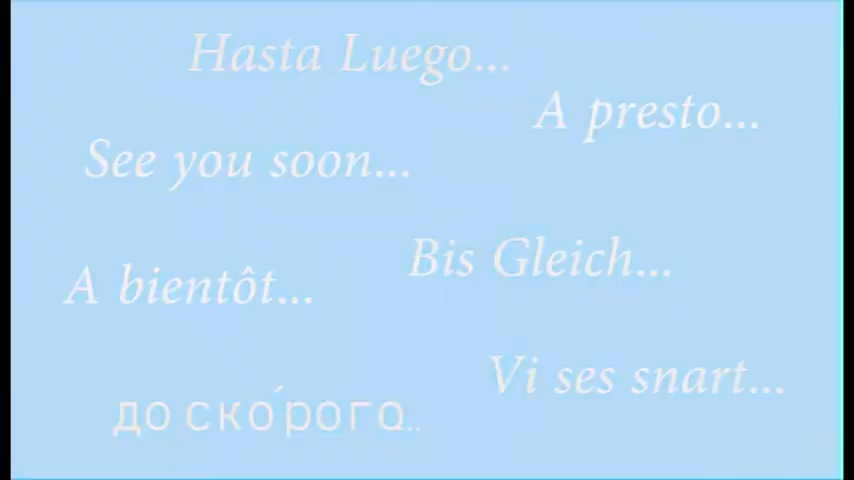 Hasta Luego...
A presto...
See you soon...
Bis Gleich...
A bientôt...
Vi ses snart...
до ско́рого..